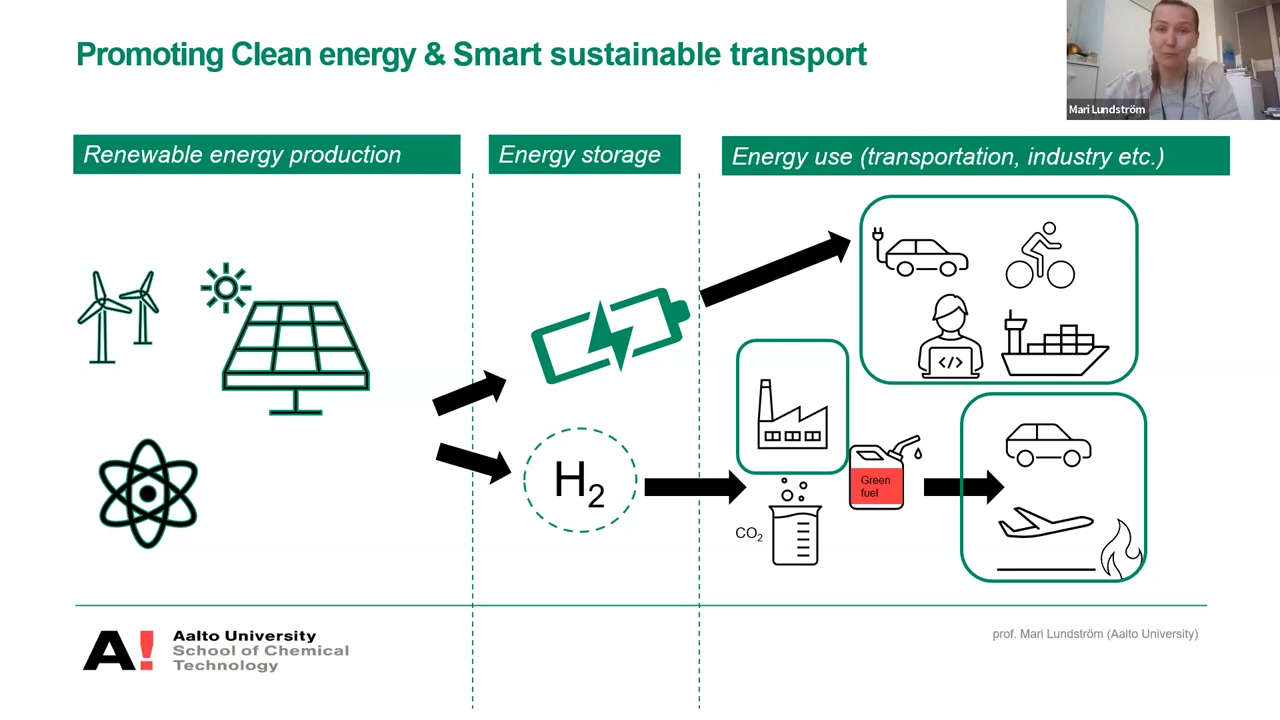 Promoting Clean energy & Smart sustainable transport
Mari Lundström
Renewable energy production
Energy storage
Energy use (transportation, industry etc.)
</>
H2
Green
fuel
CO2
A!
Aalto University
School of Chemical
Technology
prof. Mari Lundström (Aalto University)